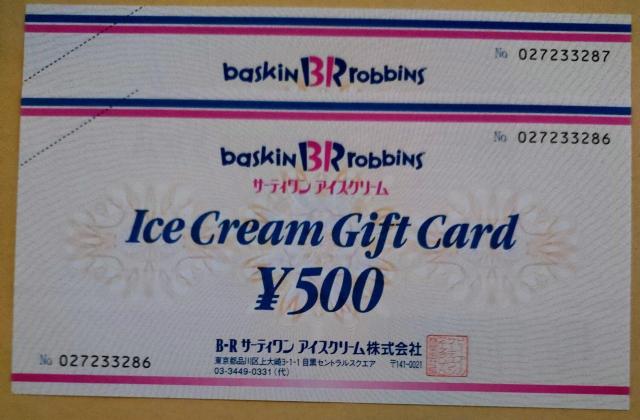 No 027233287
baskin BR robbins
No 027233286
baskin BR robbins
サーティワン アイスクリーム
Ice Cream Gift Card
¥500
B-R サーティワン アイスクリーム株式会社
東京都品川区上大崎3-1-1 目黒セントラルスクエア 〒141-0021
03-3449-0331(代)
No 027233286